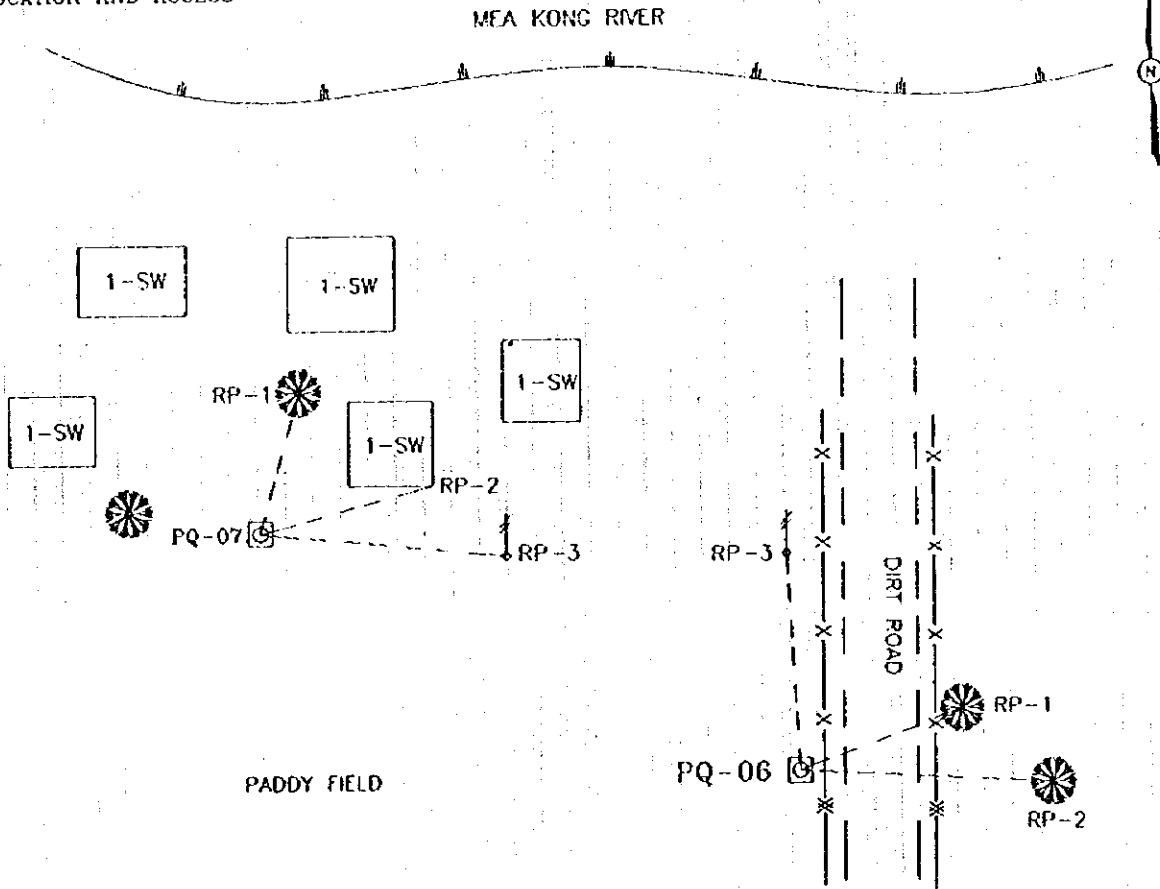 MEA KONG RIVER
N
1-SW
1-SW
1-SW
RP-1
1-SW
1-SW
RP-2
PQ-07
RP-3
RP-3
DIRT ROAD
RP-1
PQ-06
PADDY FIELD
RP-2